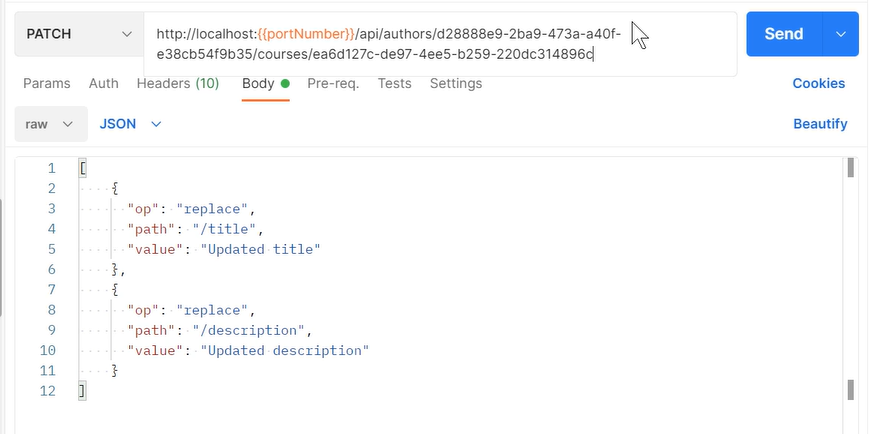 PATCH
http://localhost:{{portNumber}}/api/authors/d28888e9-2ba9-473a-a40f-
e38cb54f9b35/courses/ea6d127c-de97-4ee5-b259-220dc314896c
Send
Params Auth Headers (10) Body Pre-req. Tests Settings Cookies
raw JSON Beautify
1 [
2 {
3 "op": "replace",
4 "path": "/title",
5 "value": "Updated title"
6 },
7 {
8 "op": "replace",
9 "path": "/description",
10 "value": "Updated description"
11 }
12 ]